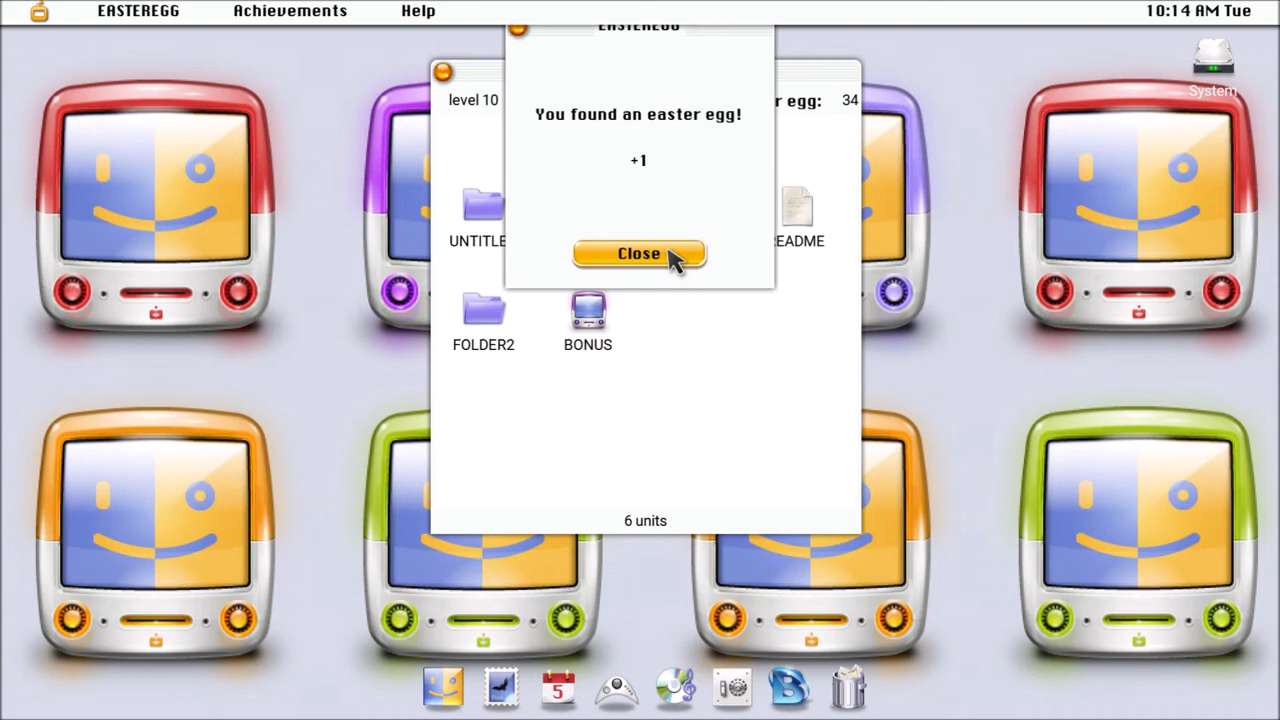 EASTEREGG Achievements Help 10:14 AM Tue
EASTEREGG
System
level 10 r egg: 34
You found an easter egg!
+1
UNTITLE
EADME
Close
FOLDER2 BONUS
6 units
5